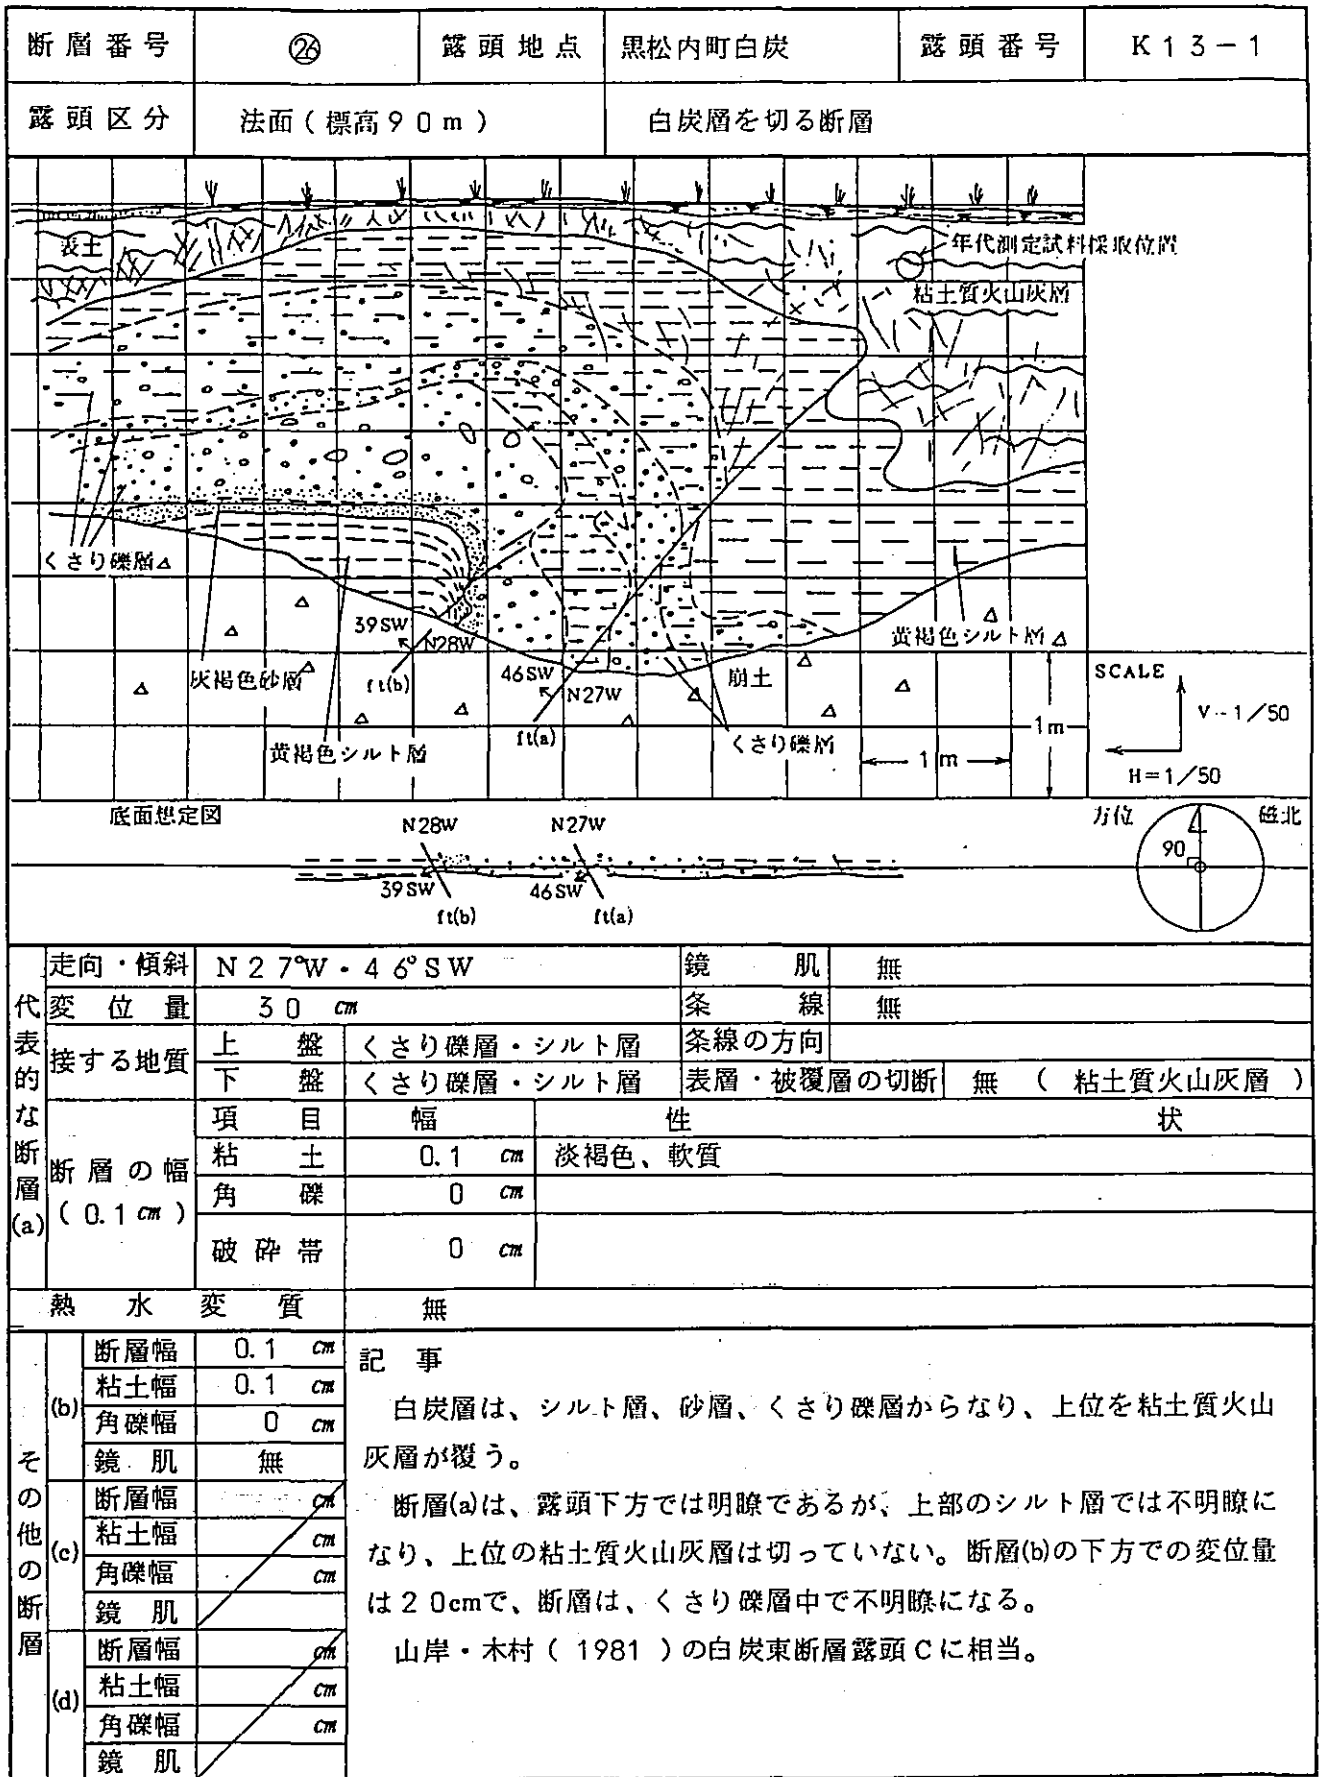 断層番号 ㉖ 露頭地点 黒松内町白炭 露頭番号 K13-1
露頭区分 法面(標高90m) 白炭層を切る断層
表土
年代測定試料採取位置
粘土質火山灰層
くさり礫層
39SW
N28W
ft(b)
灰褐色砂層
黄褐色シルト層
46SW
N27W
ft(a)
崩土
くさり礫層
黄褐色シルト層
SCALE
V-1/50
1m
1m
H=1/50
底面想定図
N28W
N27W
39SW
46SW
ft(b)
ft(a)
方位
磁北
90
代表的な断層(a)
走向・傾斜 N27°W・46°SW 鏡肌 無
変位量 30cm 条線 無
接する地質 上盤 くさり礫層・シルト層 条線の方向
下盤 くさり礫層・シルト層 表層・被覆層の切断 無(粘土質火山灰層)
断層の幅(0.1cm) 項目 幅 性状
粘土 0.1cm 淡褐色、軟質
角礫 0cm
破砕帯 0cm
熱水変質 無
その他の断層
(b) 断層幅 0.1cm
粘土幅 0.1cm
角礫幅 0cm
鏡肌 無
(c) 断層幅 cm
粘土幅 cm
角礫幅 cm
鏡肌
(d) 断層幅 cm
粘土幅 cm
角礫幅 cm
鏡肌
記事
白炭層は、シルト層、砂層、くさり礫層からなり、上位を粘土質火山
灰層が覆う。
断層(a)は、露頭下方では明瞭であるが、上部のシルト層では不明瞭に
なり、上位の粘土質火山灰層は切っていない。断層(b)の下方での変位量
は20cmで、断層は、くさり礫層中で不明瞭になる。
山岸・木村(1981)の白炭東断層露頭Cに相当。